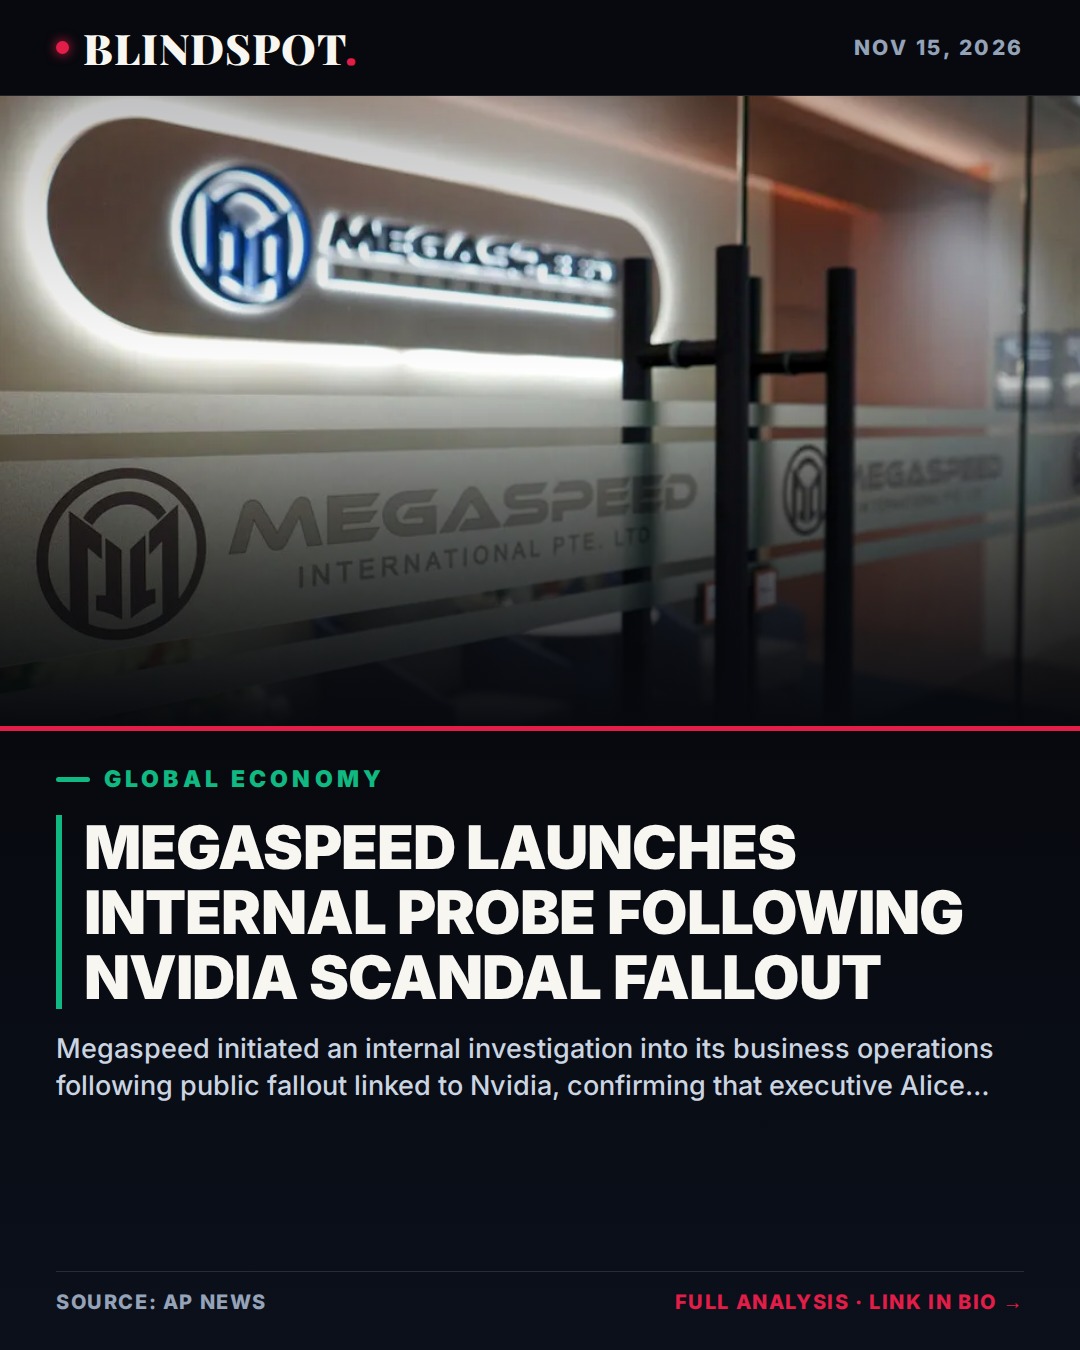 BLINDSPOT.
NOV 15, 2026
MEGASPEED
MEGASPEED
INTERNATIONAL PTE. LTD
MEGASPEED
MEGASPEED LAUNCHES
INTERNAL PROBE FOLLOWING
NVIDIA SCANDAL FALLOUT
GLOBAL ECONOMY
Megaspeed initiated an internal investigation into its business operations
following public fallout linked to Nvidia, confirming that executive Alice...
SOURCE: AP NEWS
FULL ANALYSIS · LINK IN BIO →